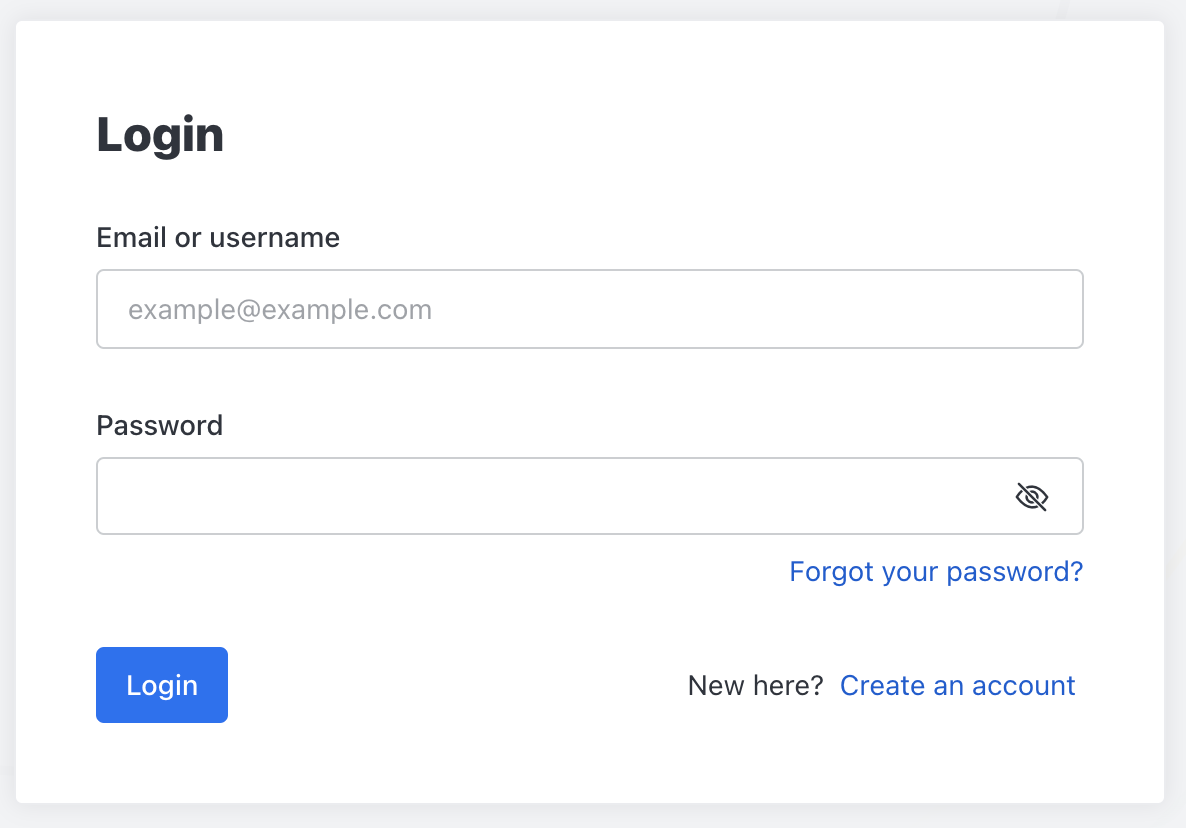 Login
Email or username
example@example.com
Password
Forgot your password?
Login
New here? Create an account